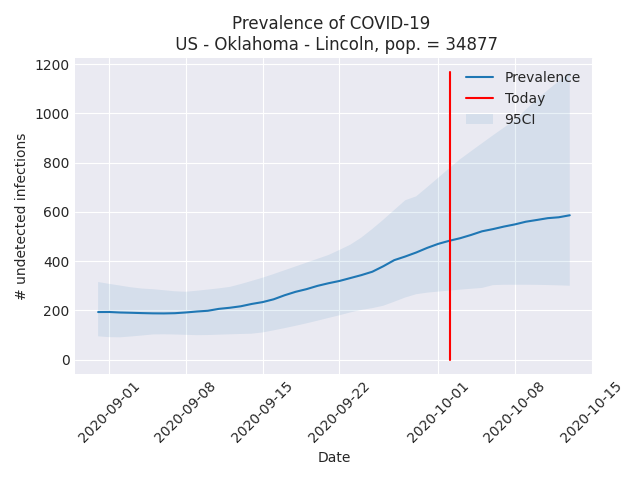 Prevalence of COVID-19
US - Oklahoma - Lincoln, pop. = 34877
1200
1000
800
600
400
200
0
# undetected infections
Prevalence
Today
95CI
2020-09-01
2020-09-08
2020-09-15
2020-09-22
2020-10-01
2020-10-08
2020-10-15
Date